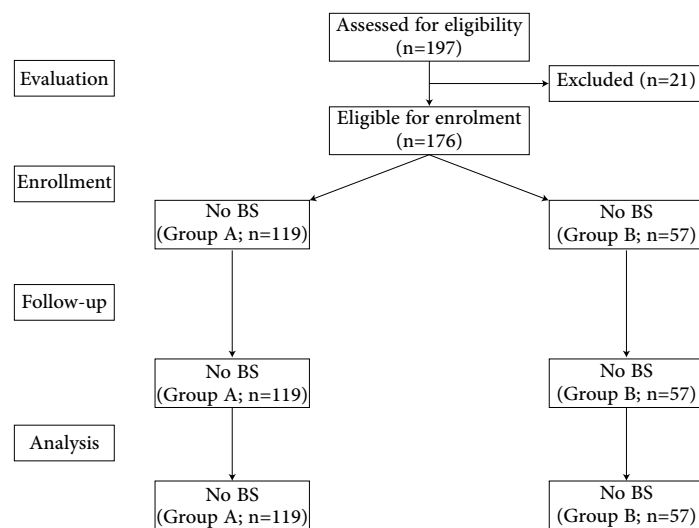 Assessed for eligibility
(n=197)
Evaluation
Excluded (n=21)
Eligible for enrolment
(n=176)
Enrollment
No BS
(Group A; n=119)
No BS
(Group B; n=57)
Follow-up
No BS
(Group A; n=119)
No BS
(Group B; n=57)
Analysis
No BS
(Group A; n=119)
No BS
(Group B; n=57)